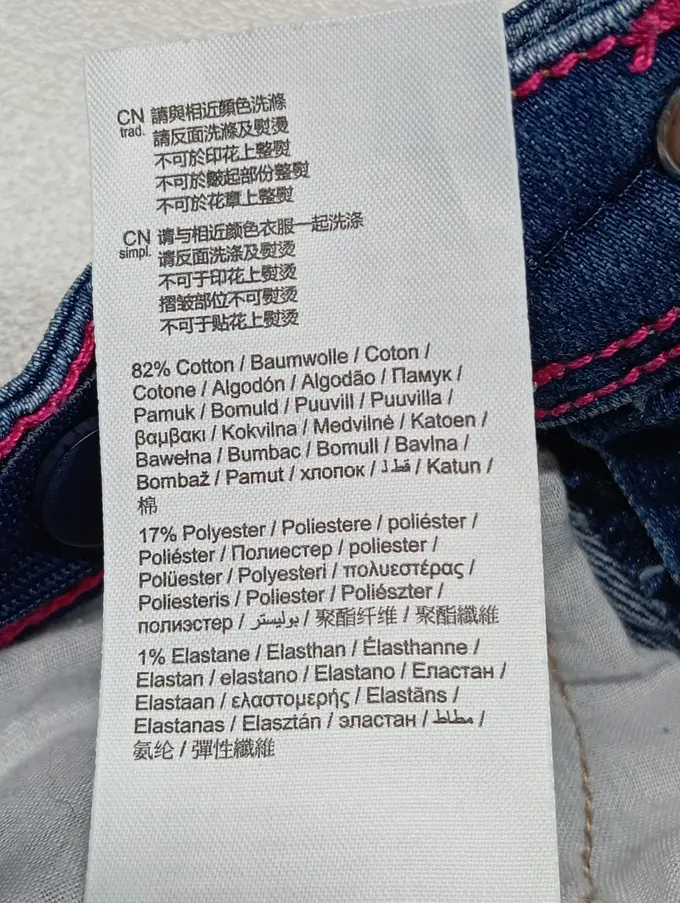 CN 請與相近顏色洗滌
trad. 請反面洗滌及熨燙
不可於印花上整熨
不可於皺起部份整熨
不可於花章上整熨
CN 请与相近颜色衣服一起洗涤
simpl. 请反面洗涤及熨烫
不可于印花上熨烫
摺皱部位不可熨烫
不可于贴花上熨烫
82% Cotton / Baumwolle / Coton /
Cotone / Algodón / Algodão / Памук /
Pamuk / Bomuld / Puuvill / Puuvilla /
βαμβακι / Kokvilna / Medvilnė / Katoen /
Bawełna / Bumbac / Bomull / Bavlna /
Bombaž / Pamut / хлопок / قطن / Katun /
棉
17% Polyester / Poliestere / poliéster /
Poliéster / Полиестер / poliester /
Polüester / Polyesteri / πολυεστέρας /
Poliesteris / Poliester / Poliészter /
полиэстер / بوليستر / 聚酯纤维 / 聚酯纖維
1% Elastane / Elasthan / Élasthanne /
Elastan / elastano / Elastano / Еластан /
Elastaan / ελαστομερής / Elastāns /
Elastanas / Elasztán / эластан / مطاط /
氨纶 / 彈性纖維